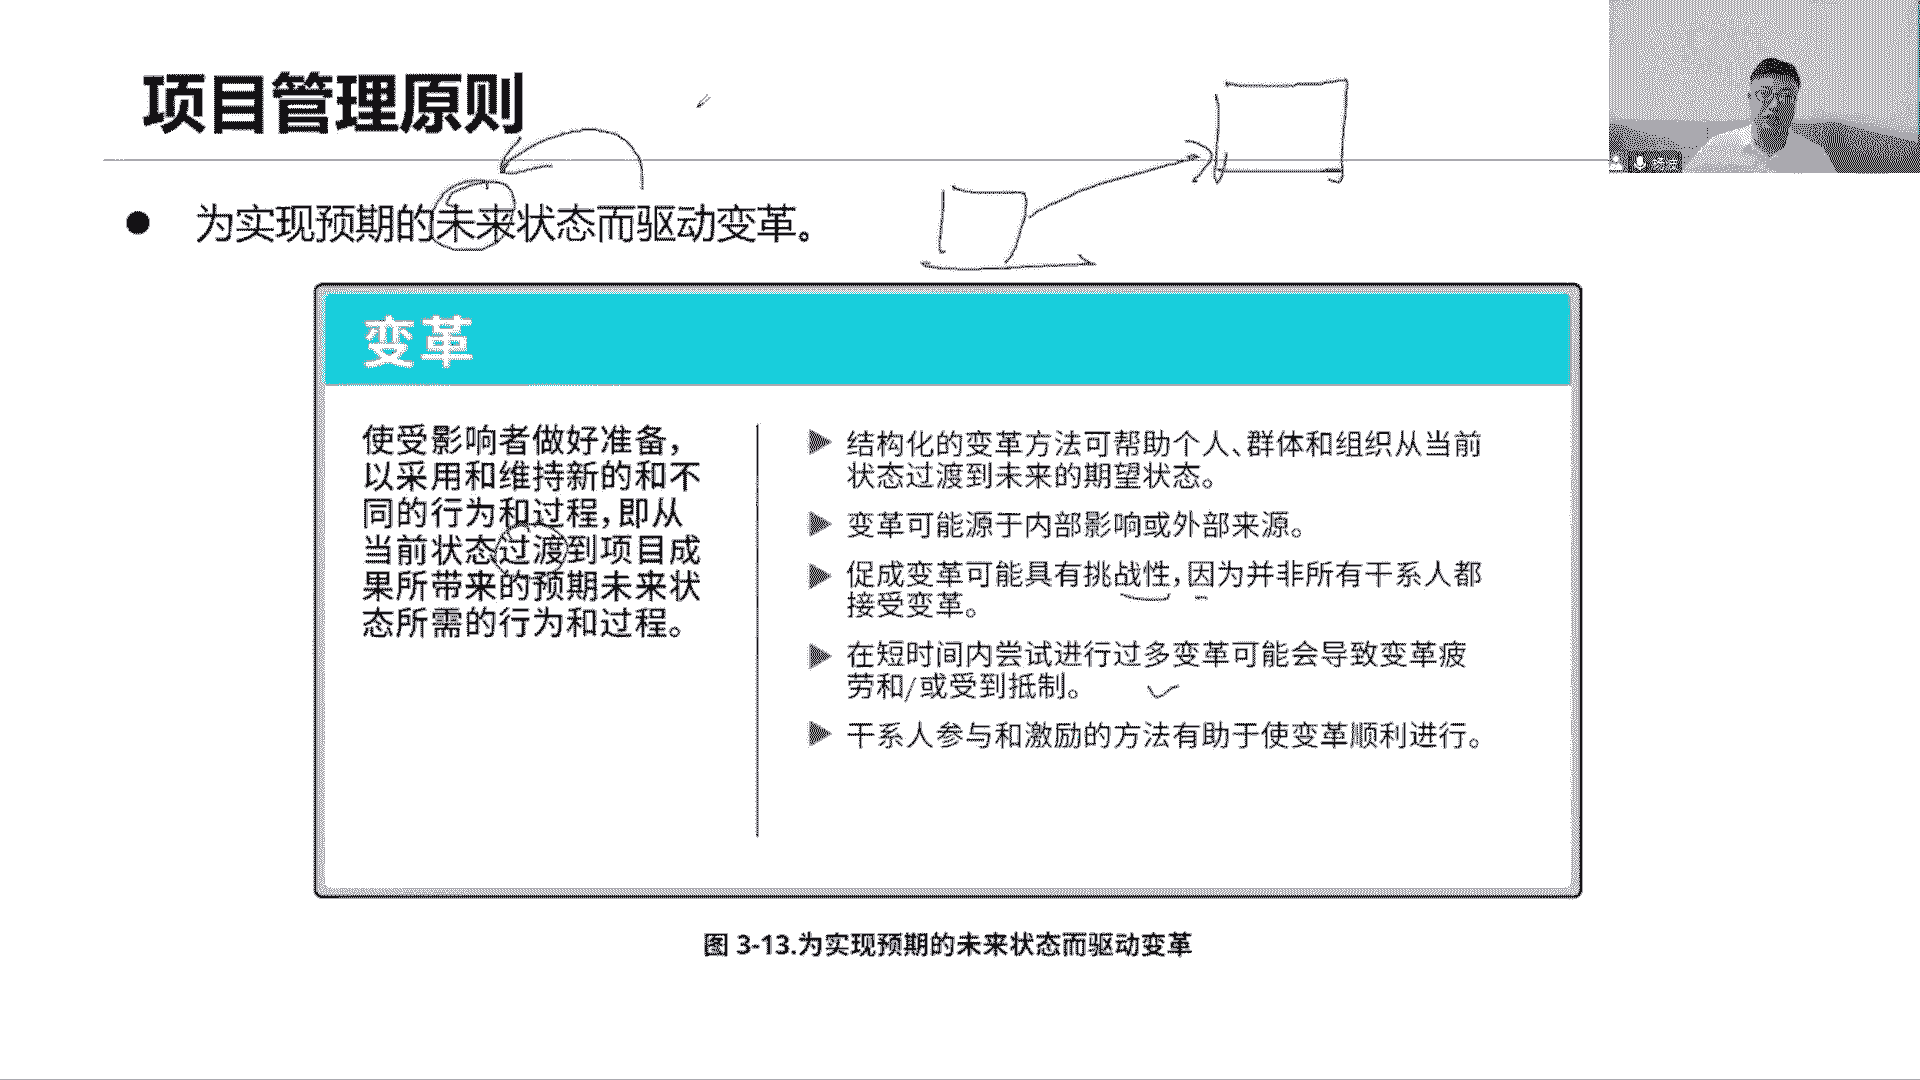 项目管理原则
● 为实现预期的未来状态而驱动变革。
变革
使受影响者做好准备，
以采用和维持新的和不
同的行为和过程，即从
当前状态过渡到项目成
果所带来的预期未来状
态所需的行为和过程。
▶ 结构化的变革方法可帮助个人、群体和组织从当前
状态过渡到未来的期望状态。
▶ 变革可能源于内部影响或外部来源。
▶ 促成变革可能具有挑战性，因为并非所有干系人都
接受变革。
▶ 在短时间内尝试进行过多变革可能会导致变革疲
劳和/或受到抵制。
▶ 干系人参与和激励的方法有助于使变革顺利进行。
图 3-13.为实现预期的未来状态而驱动变革